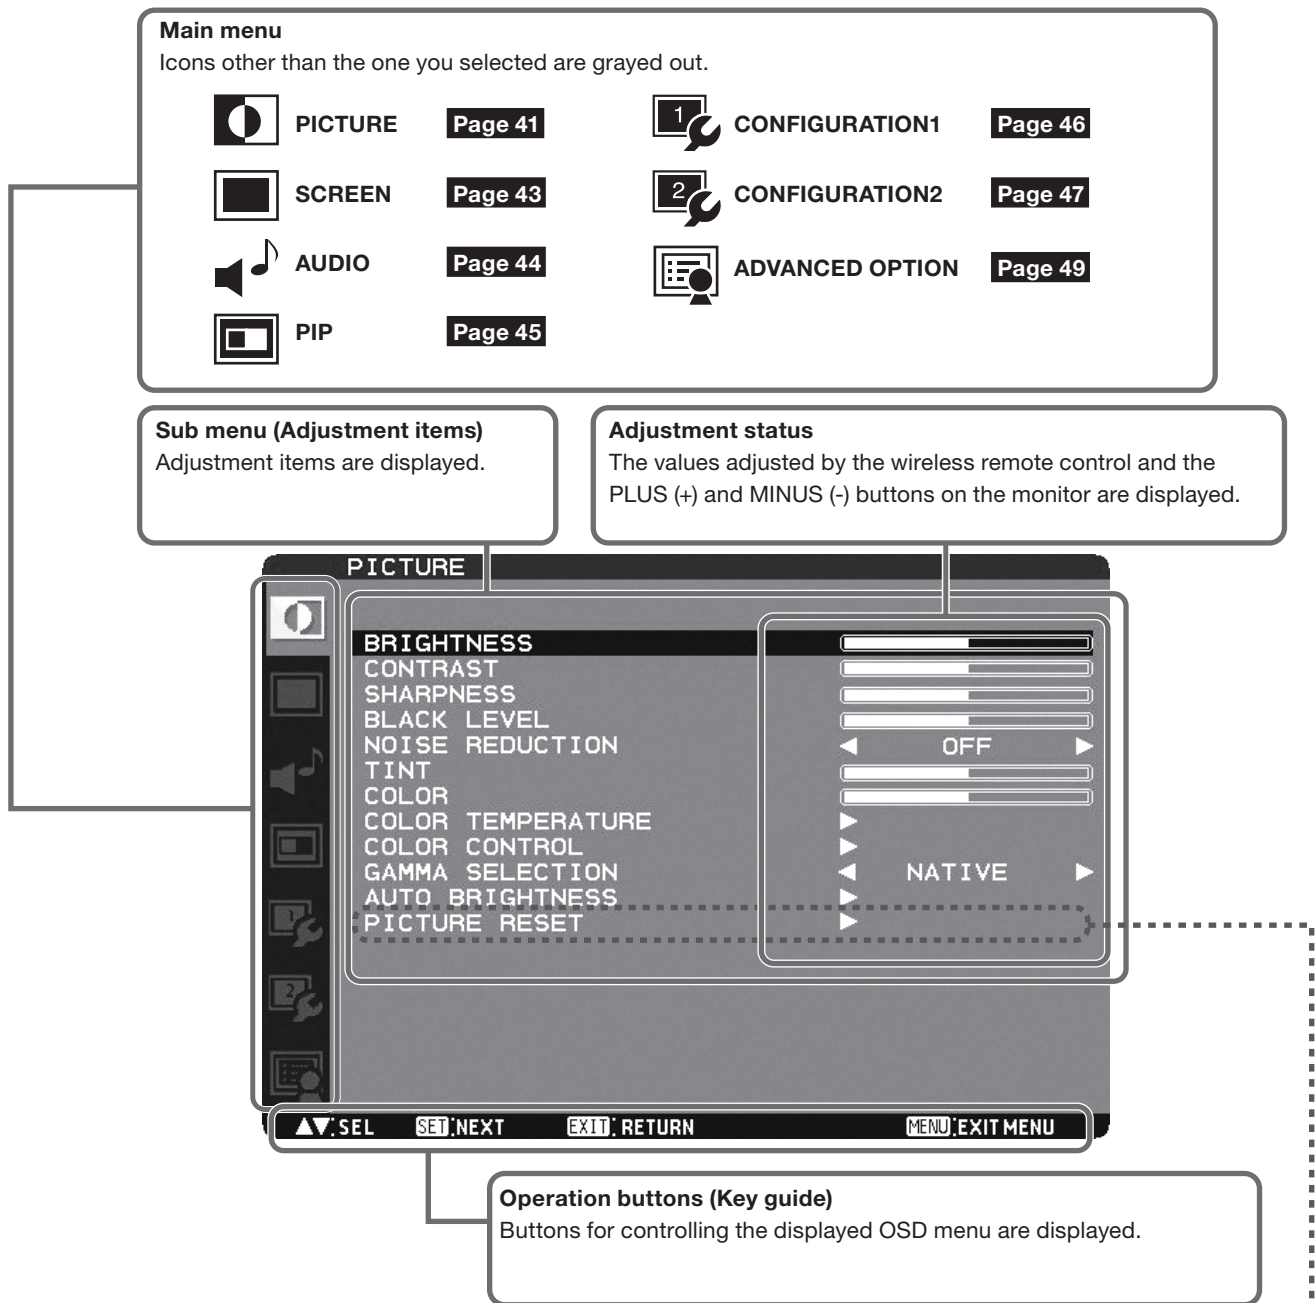 Main menu
Icons other than the one you selected are grayed out.
PICTURE Page 41
SCREEN Page 43
AUDIO Page 44
PIP Page 45
1 CONFIGURATION1 Page 46
2 CONFIGURATION2 Page 47
ADVANCED OPTION Page 49
Sub menu (Adjustment items)
Adjustment items are displayed.
Adjustment status
The values adjusted by the wireless remote control and the
PLUS (+) and MINUS (-) buttons on the monitor are displayed.
PICTURE
BRIGHTNESS
CONTRAST
SHARPNESS
BLACK LEVEL
NOISE REDUCTION OFF
TINT
COLOR
COLOR TEMPERATURE
COLOR CONTROL
GAMMA SELECTION NATIVE
AUTO BRIGHTNESS
PICTURE RESET
1
2
▲▼:SEL SET:NEXT EXIT:RETURN MENU:EXIT MENU
Operation buttons (Key guide)
Buttons for controlling the displayed OSD menu are displayed.